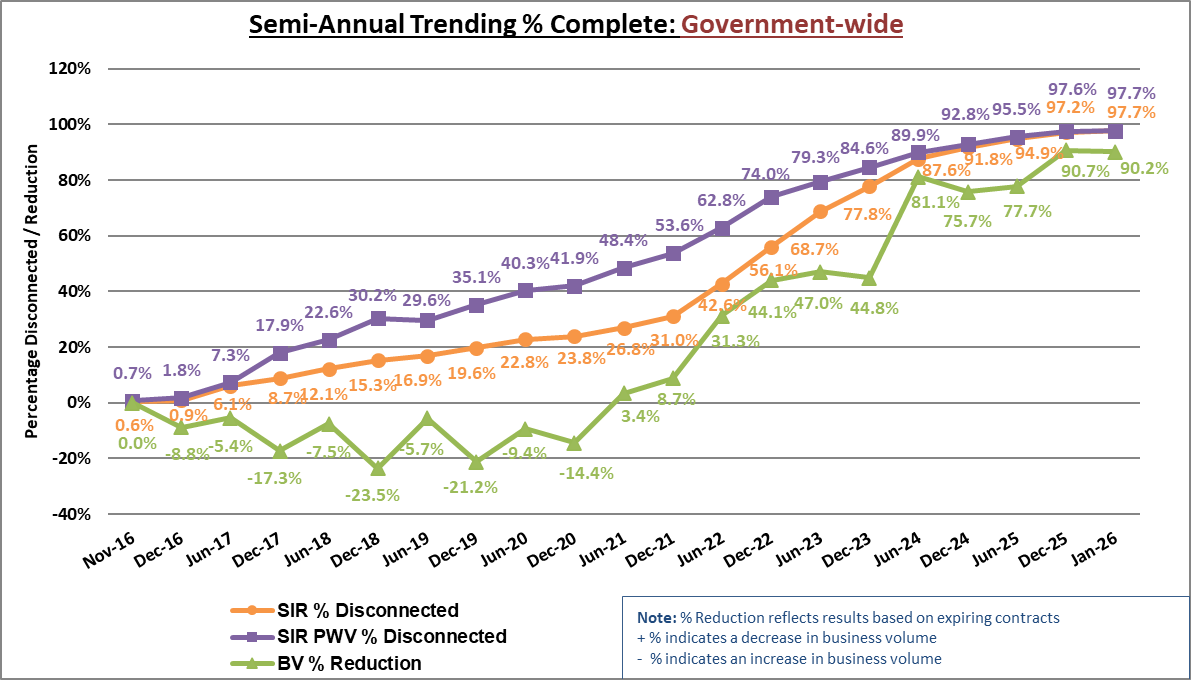 Semi-Annual Trending % Complete: Government-wide
Percentage Disconnected / Reduction
120%
100%
80%
60%
40%
20%
0%
-20%
-40%
0.7%
1.8%
7.3%
17.9%
22.6%
30.2%
29.6%
35.1%
40.3%
41.9%
48.4%
53.6%
62.8%
74.0%
79.3%
84.6%
89.9%
92.8%
95.5%
97.6%
97.7%
0.6%
0.9%
6.1%
8.7%
12.1%
15.3%
16.9%
19.6%
22.8%
23.8%
26.8%
31.0%
42.6%
56.1%
68.7%
77.8%
87.6%
91.8%
94.9%
97.2%
97.7%
0.0%
-8.8%
-5.4%
-17.3%
-7.5%
-23.5%
-5.7%
-21.2%
-9.4%
-14.4%
3.4%
8.7%
31.3%
44.1%
47.0%
44.8%
81.1%
75.7%
77.7%
90.7%
90.2%
Nov-16
Dec-16
Jun-17
Dec-17
Jun-18
Dec-18
Jun-19
Dec-19
Jun-20
Dec-20
Jun-21
Dec-21
Jun-22
Dec-22
Jun-23
Dec-23
Jun-24
Dec-24
Jun-25
Dec-25
Jan-26
SIR % Disconnected
SIR PWV % Disconnected
BV % Reduction
Note: % Reduction reflects results based on expiring contracts
+ % indicates a decrease in business volume
- % indicates an increase in business volume